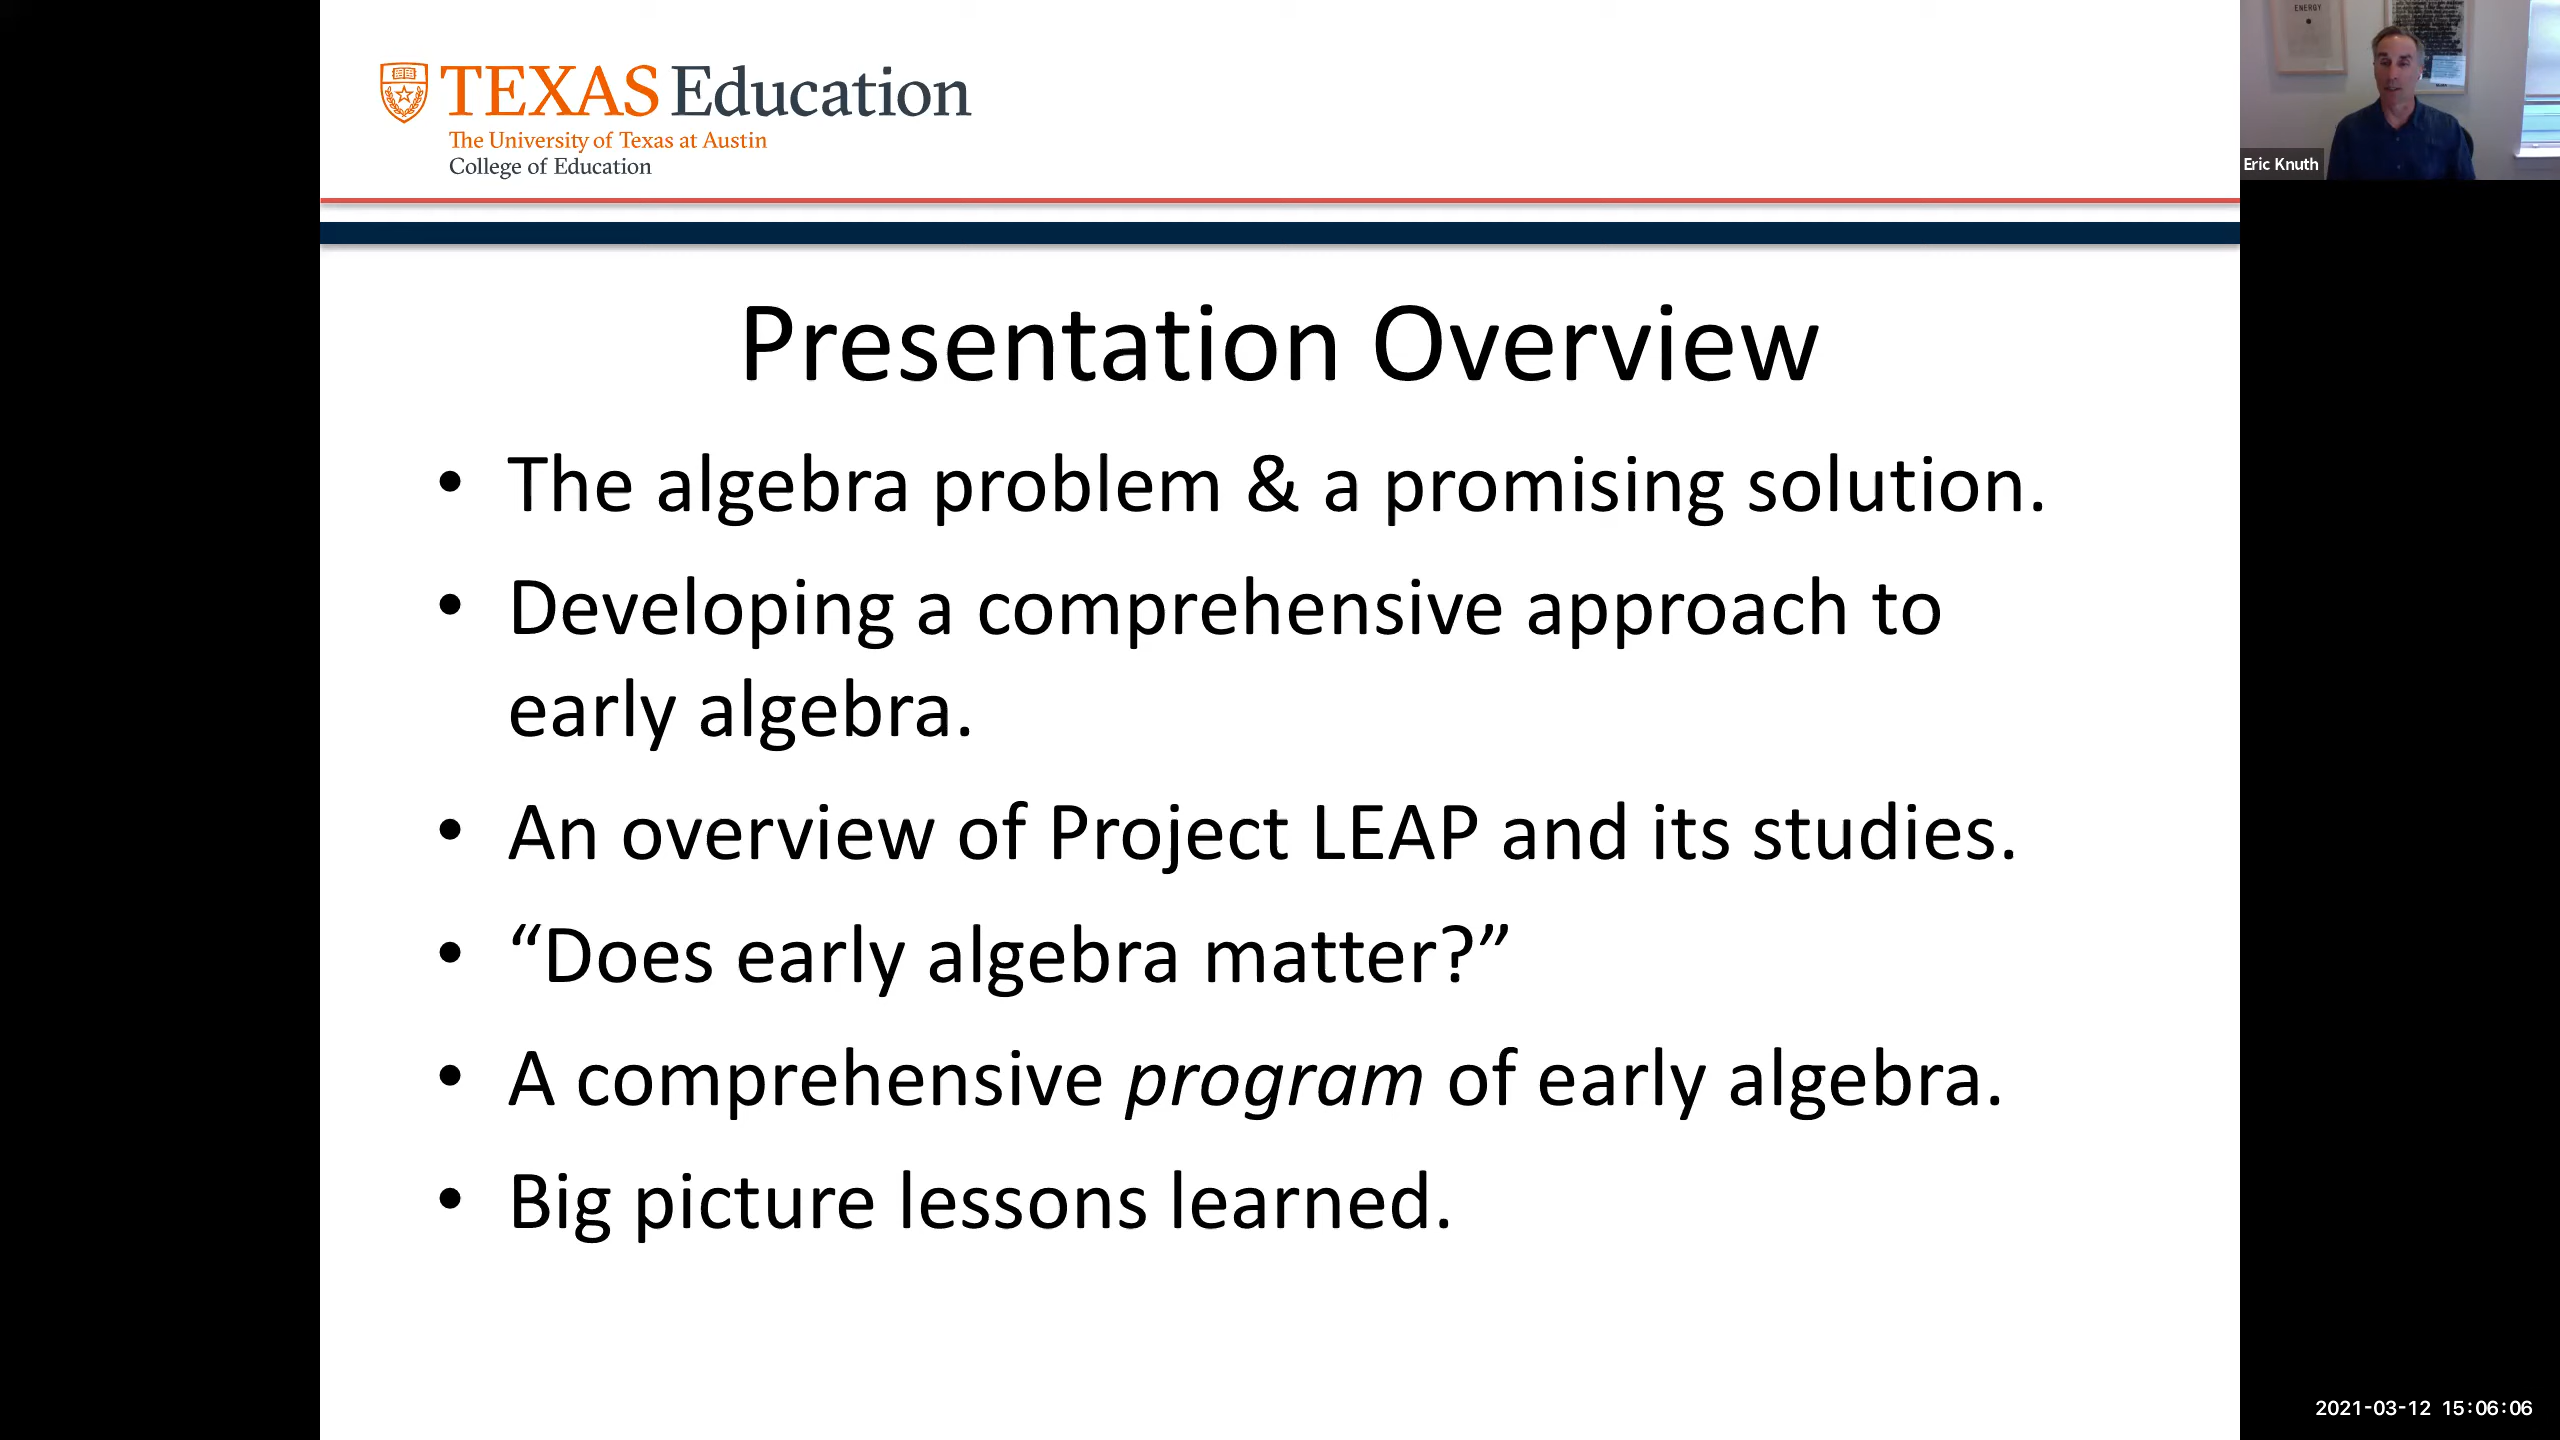 TEXAS Education
The University of Texas at Austin
College of Education
ENERGY
Eric Knuth
Presentation Overview
• The algebra problem & a promising solution.
• Developing a comprehensive approach to
early algebra.
• An overview of Project LEAP and its studies.
• “Does early algebra matter?”
• A comprehensive program of early algebra.
• Big picture lessons learned.
2021-03-12 15:06:06